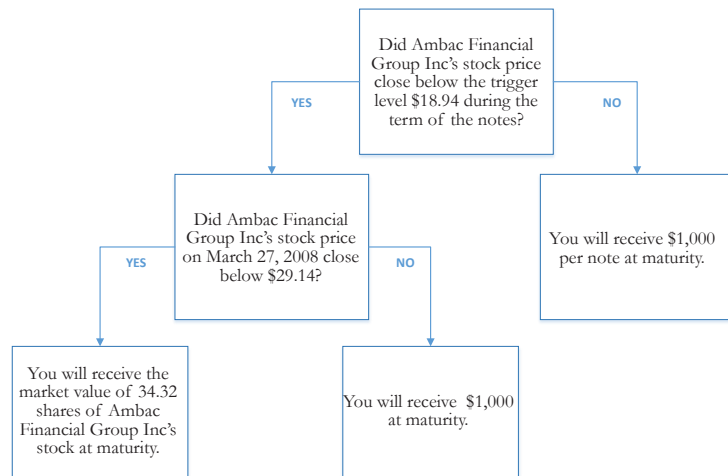 Did Ambac Financial
Group Inc's stock price
close below the trigger
level $18.94 during the
term of the notes?
YES
NO
Did Ambac Financial
Group Inc's stock price
on March 27, 2008 close
below $29.14?
You will receive $1,000
per note at maturity.
YES
NO
You will receive the
market value of 34.32
shares of Ambac
Financial Group Inc's
stock at maturity.
You will receive $1,000
at maturity.